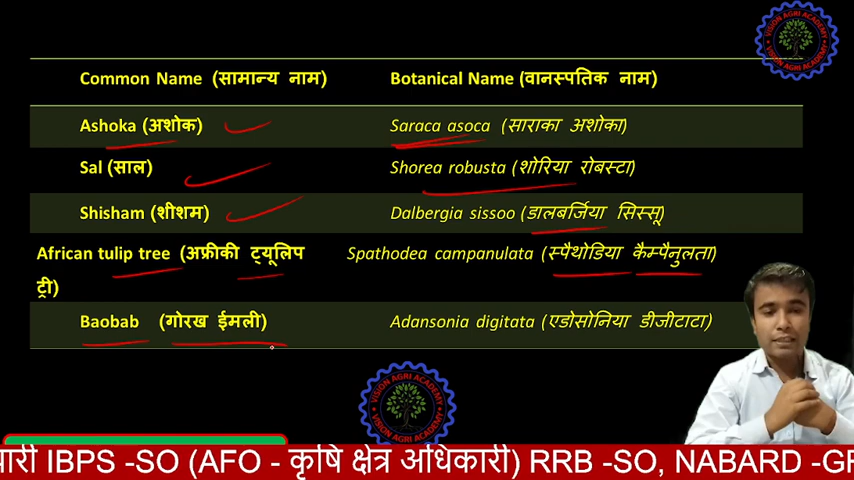 VISION AGRI ACADEMY
Common Name (सामान्य नाम) Botanical Name (वानस्पतिक नाम)
Ashoka (अशोक) Saraca asoca (साराका अशोका)
Sal (साल) Shorea robusta (शोरिया रोबस्टा)
Shisham (शीशम) Dalbergia sissoo (डालबर्जिया सिस्सू)
African tulip tree (अफ्रीकी ट्यूलिप Spathodea campanulata (स्पैथोडिया कैम्पैनुलता)
ट्री)
Baobab (गोरख ईमली) Adansonia digitata (एडोसोनिया डीजीटाटा)
VISION AGRI ACADEMY
IBPS -SO (AFO - कृषि क्षेत्र अधिकारी) RRB -SO, NABARD